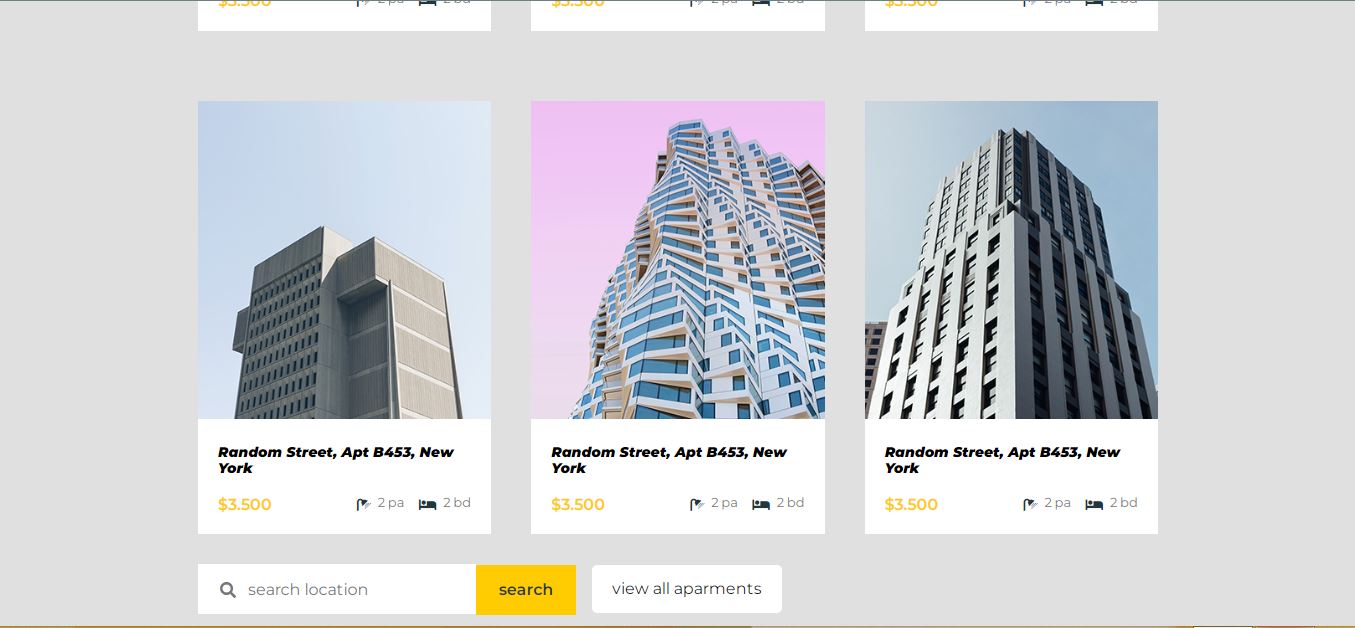 $3.500 2 pa 2 bd $3.500 2 pa 2 bd $3.500 2 pa 2 bd
Random Street, Apt B453, New
York
$3.500 2 pa 2 bd
Random Street, Apt B453, New
York
$3.500 2 pa 2 bd
Random Street, Apt B453, New
York
$3.500 2 pa 2 bd
search location search view all aparments